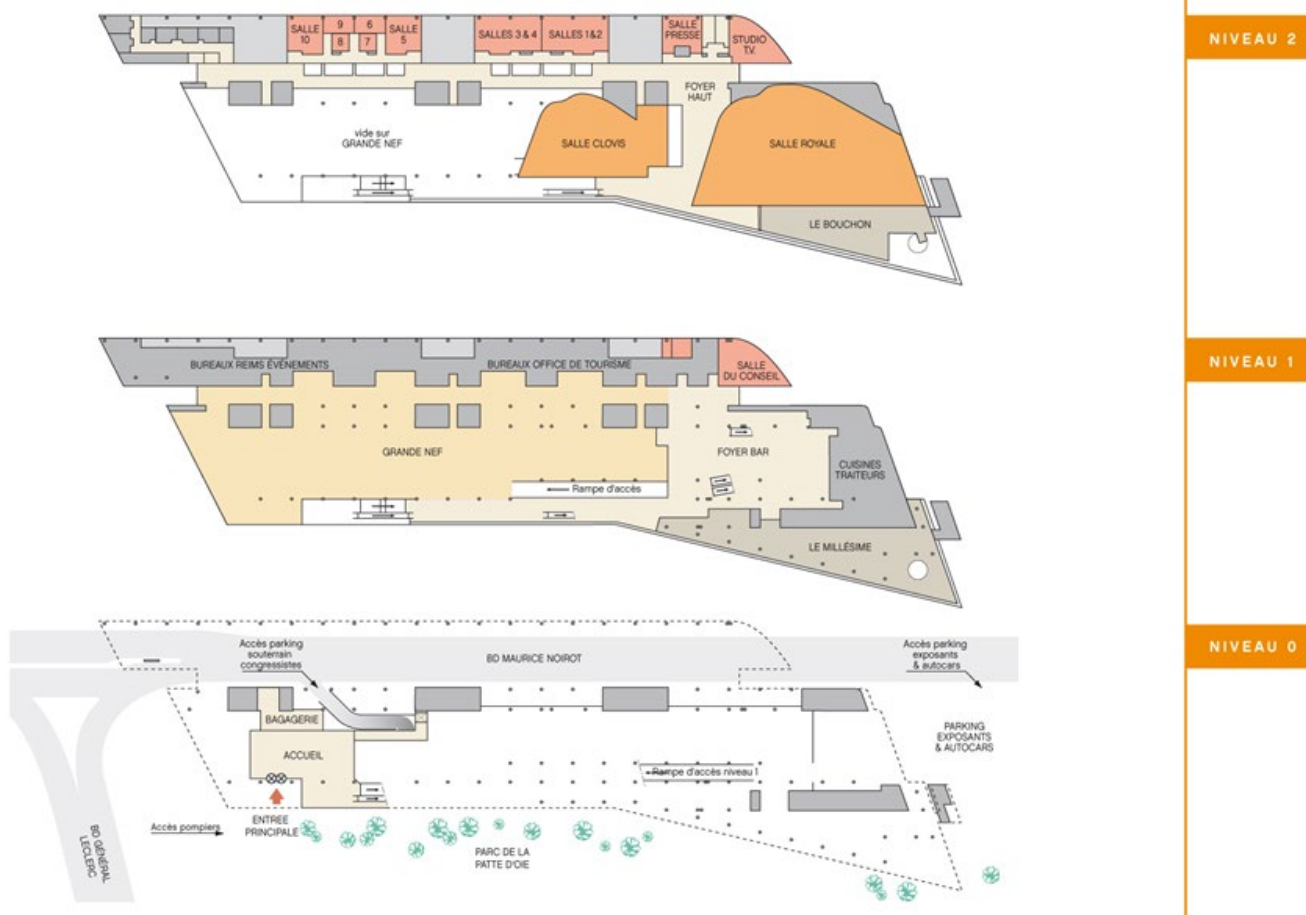 NIVEAU 2
SALLE
10
9
8
6
7
SALLE
5
SALLES 3 & 4
SALLES 1&2
SALLE
PRESSE
STUDIO
T.V.
FOYER
HAUT
vide sur
GRANDE NEF
SALLE CLOVIS
SALLE ROYALE
LE BOUCHON
NIVEAU 1
BUREAUX REIMS ÉVÉNEMENTS
BUREAUX OFFICE DE TOURISME
SALLE
DU CONSEIL
GRANDE NEF
FOYER BAR
CUISINES
TRAITEURS
Rampe d'accès
LE MILLÉSIME
NIVEAU 0
Accès parking
souterrain
congressistes
BD MAURICE NOIROT
Accès parking
exposants
& autocars
BAGAGERIE
ACCUEIL
PARKING
EXPOSANTS
& AUTOCARS
Rampe d'accès niveau 1
ENTREE
PRINCIPALE
Accès pompiers
BD GÉNÉRAL
LECLERC
PARC DE LA
PATTE D'OIE